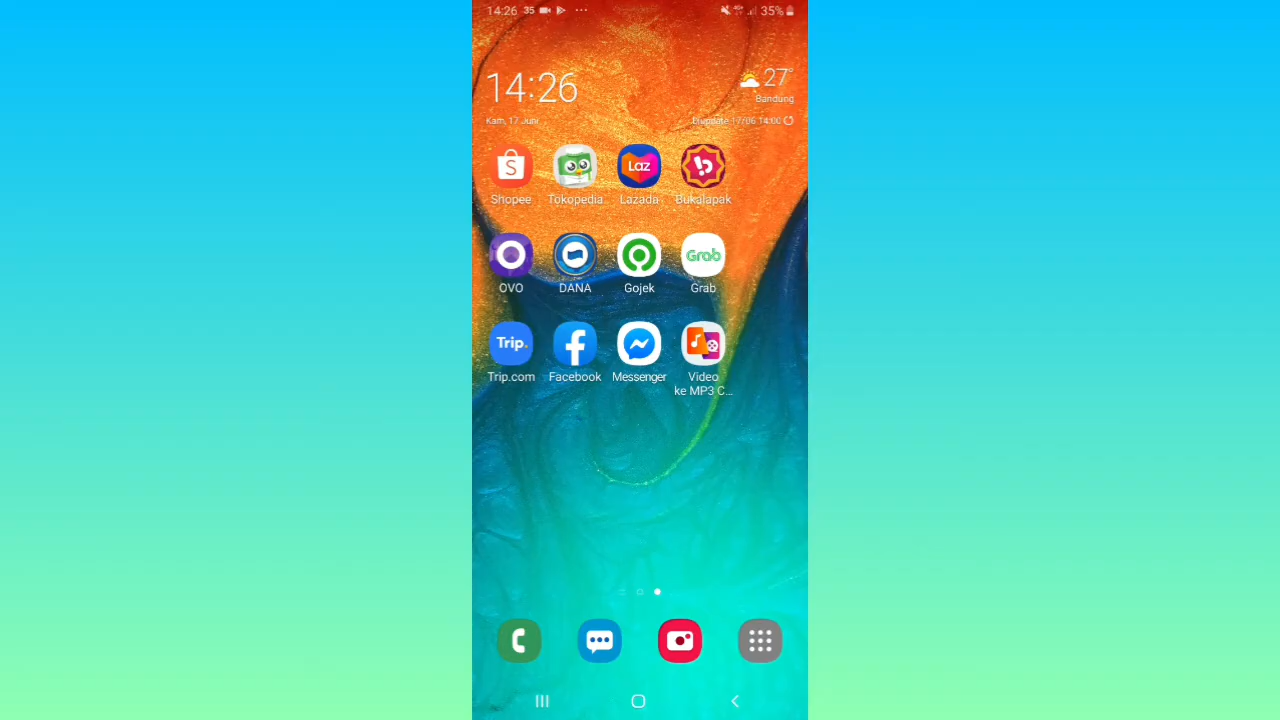 14:26 35 ... 35%
14:26 27°
Bandung
Kam, 17 Juni Diupdate 17/06 14:00
S Laz
Shopee Tokopedia Lazada Bukalapak
Grab
OVO DANA Gojek Grab
Trip.
Trip.com Facebook Messenger Video
ke MP3 C...